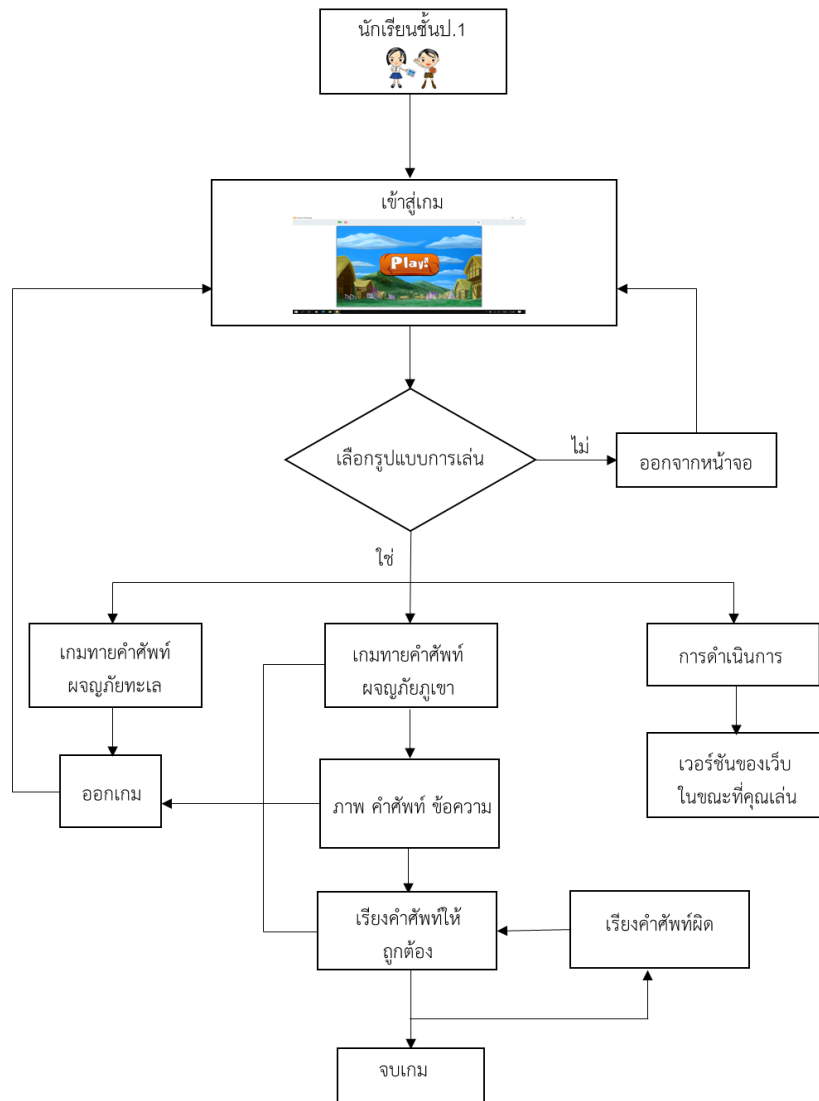 นักเรียนชั้นป.1
เข้าสู่เกม
Play!
เลือกรูปแบบการเล่น
ไม่
ออกจากหน้าจอ
ใช่
เกมทายคำศัพท์
ผจญภัยทะเล
เกมทายคำศัพท์
ผจญภัยภูเขา
การดำเนินการ
ออกเกม
ภาพ คำศัพท์ ข้อความ
เวอร์ชันของเว็บ
ในขณะที่คุณเล่น
เรียงคำศัพท์ให้
ถูกต้อง
เรียงคำศัพท์ผิด
จบเกม